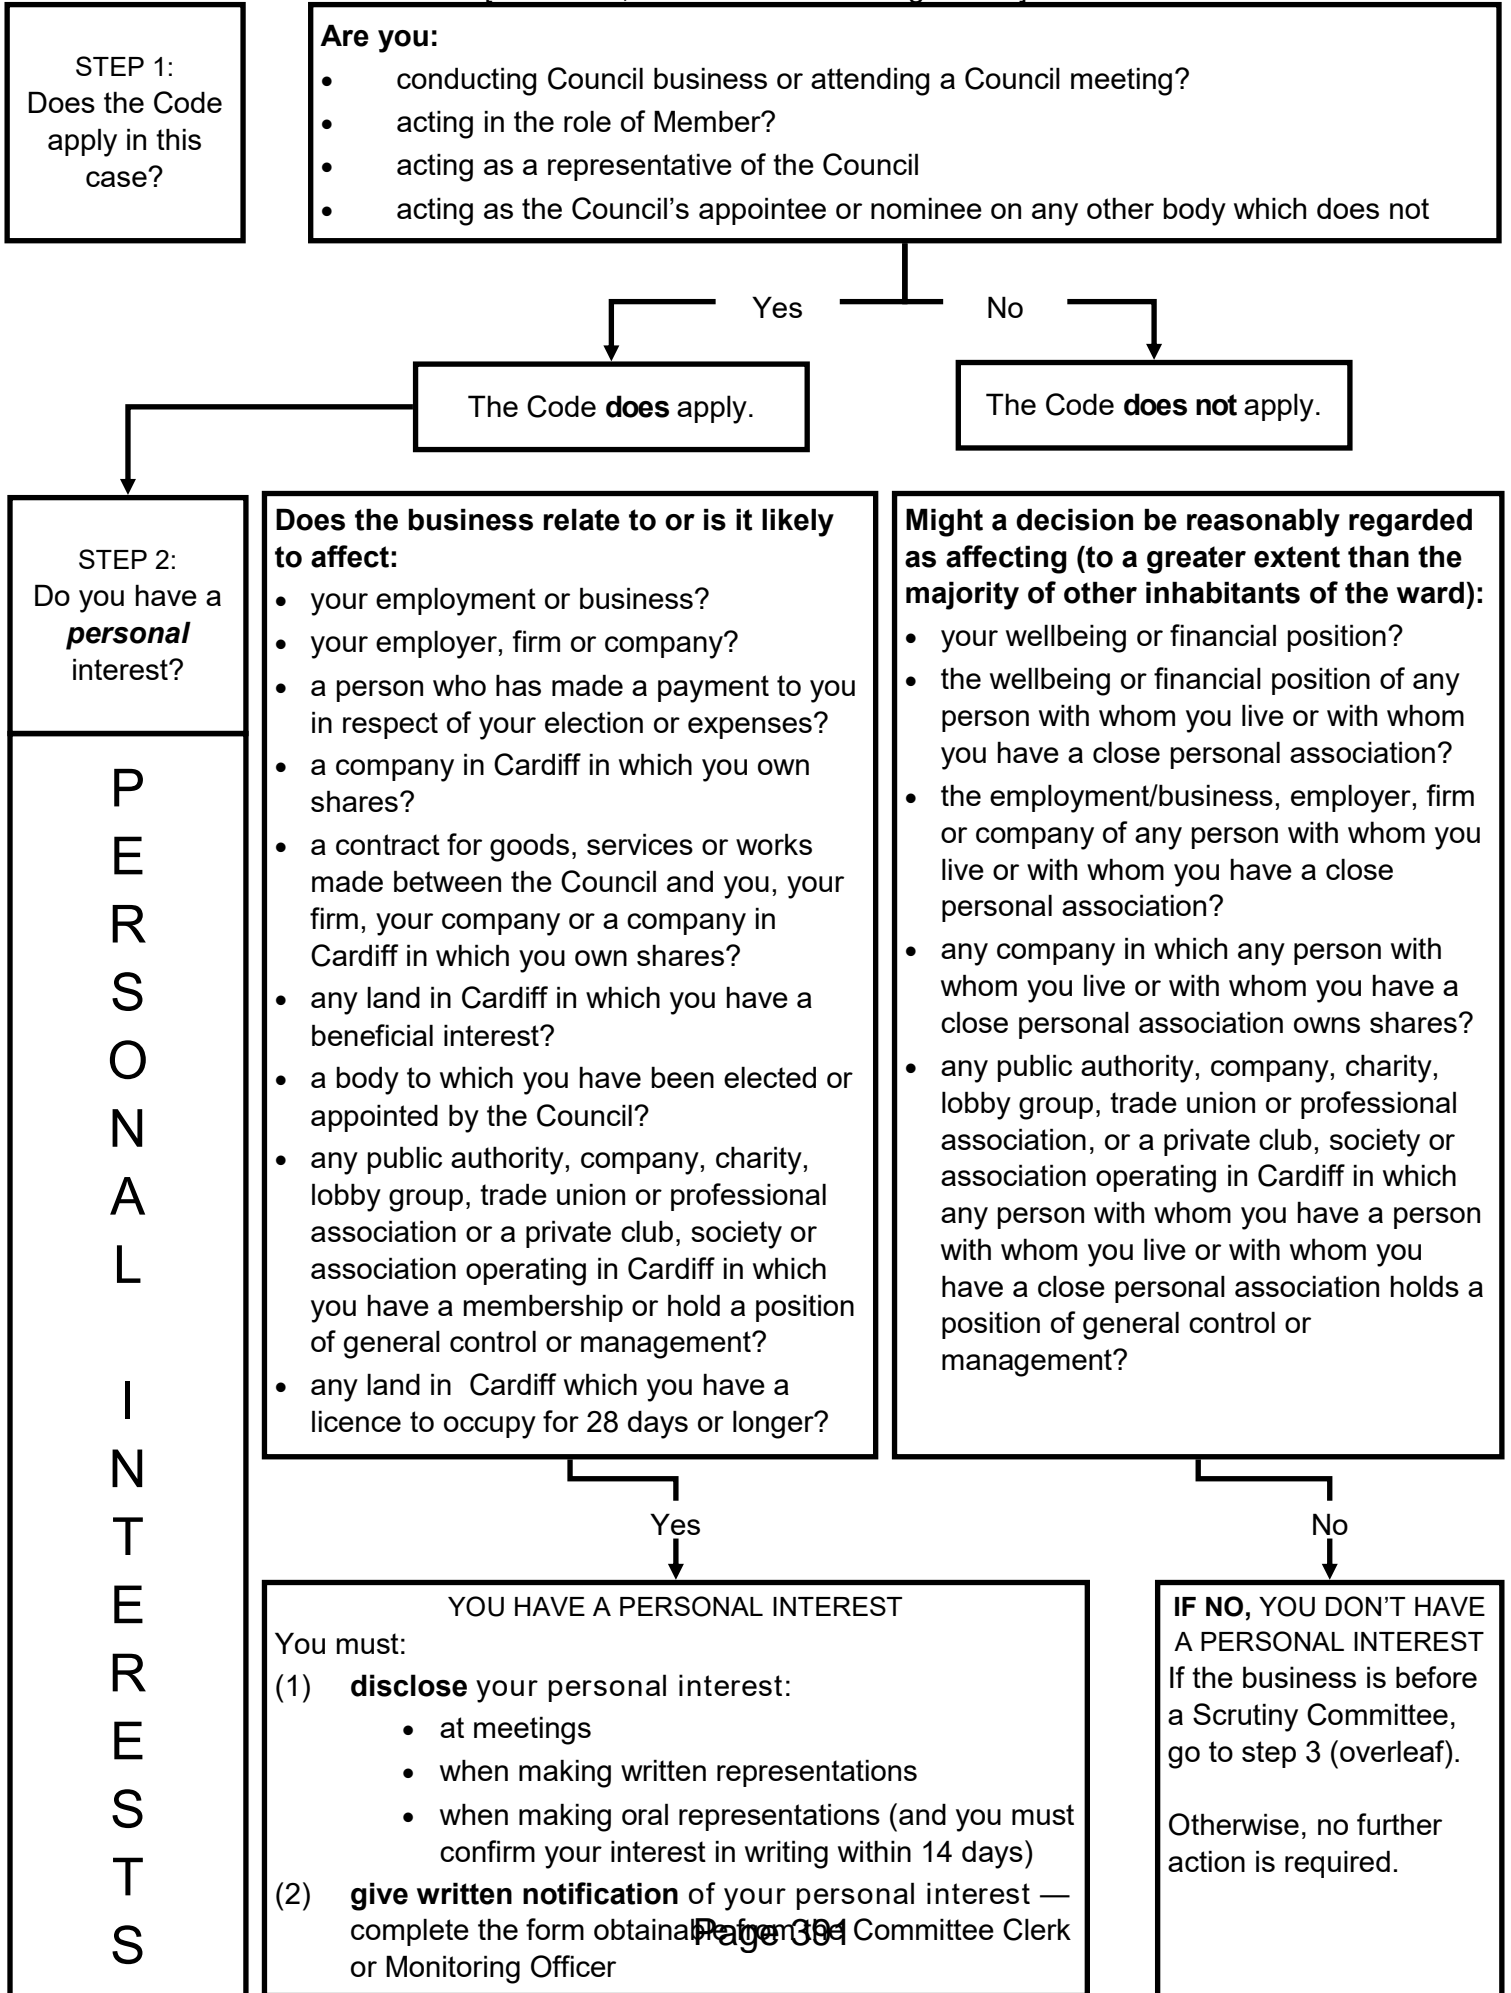 STEP 1:
Does the Code
apply in this
case?
Are you:
• conducting Council business or attending a Council meeting?
• acting in the role of Member?
• acting as a representative of the Council
• acting as the Council’s appointee or nominee on any other body which does not
Yes
No
The Code does apply.
The Code does not apply.
STEP 2:
Do you have a
personal
interest?
P
E
R
S
O
N
A
L
I
N
T
E
R
E
S
T
S
Does the business relate to or is it likely
to affect:
• your employment or business?
• your employer, firm or company?
• a person who has made a payment to you
in respect of your election or expenses?
• a company in Cardiff in which you own
shares?
• a contract for goods, services or works
made between the Council and you, your
firm, your company or a company in
Cardiff in which you own shares?
• any land in Cardiff in which you have a
beneficial interest?
• a body to which you have been elected or
appointed by the Council?
• any public authority, company, charity,
lobby group, trade union or professional
association or a private club, society or
association operating in Cardiff in which
you have a membership or hold a position
of general control or management?
• any land in  Cardiff which you have a
licence to occupy for 28 days or longer?
Might a decision be reasonably regarded
as affecting (to a greater extent than the
majority of other inhabitants of the ward):
• your wellbeing or financial position?
• the wellbeing or financial position of any
person with whom you live or with whom
you have a close personal association?
• the employment/business, employer, firm
or company of any person with whom you
live or with whom you have a close
personal association?
• any company in which any person with
whom you live or with whom you have a
close personal association owns shares?
• any public authority, company, charity,
lobby group, trade union or professional
association, or a private club, society or
association operating in Cardiff in which
any person with whom you have a person
with whom you live or with whom you
have a close personal association holds a
position of general control or
management?
Yes
No
YOU HAVE A PERSONAL INTEREST
You must:
(1) disclose your personal interest:
• at meetings
• when making written representations
• when making oral representations (and you must
confirm your interest in writing within 14 days)
(2) give written notification of your personal interest —
complete the form obtainable from the Committee Clerk
or Monitoring Officer
IF NO, YOU DON’T HAVE
A PERSONAL INTEREST
If the business is before
a Scrutiny Committee,
go to step 3 (overleaf).
Otherwise, no further
action is required.
Page 391